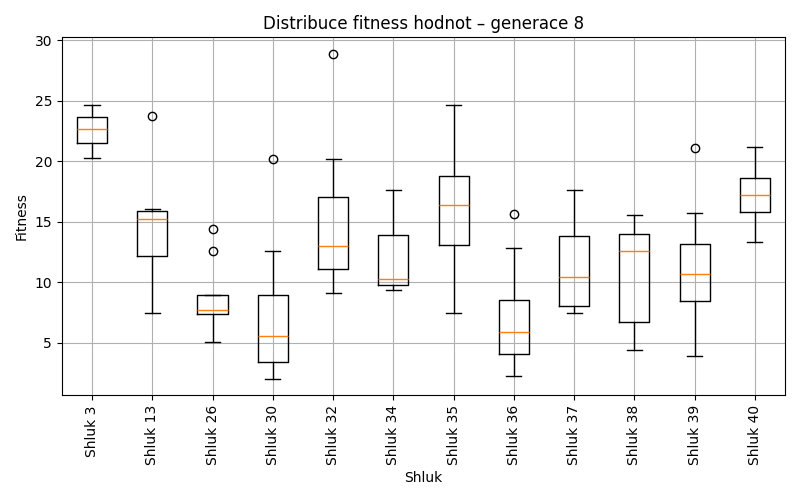 Distribuce fitness hodnot – generace 8
Fitness
30
25
20
15
10
5
Shluk 3
Shluk 13
Shluk 26
Shluk 30
Shluk 32
Shluk 34
Shluk 35
Shluk 36
Shluk 37
Shluk 38
Shluk 39
Shluk 40
Shluk